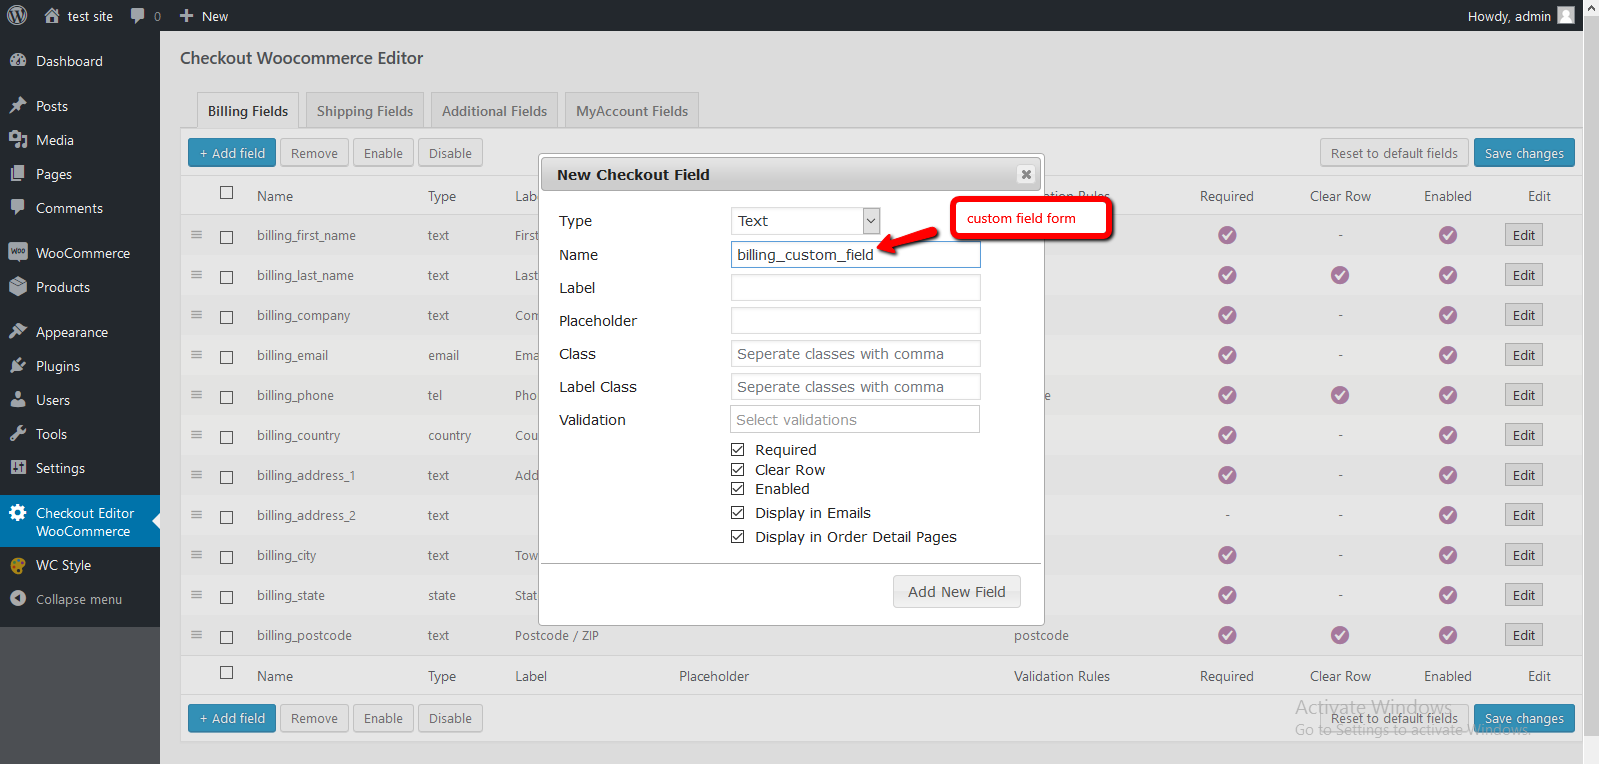 test site 0 + New Howdy, admin
Dashboard
Posts
Media
Pages
Comments
WOO WooCommerce
Products
Appearance
Plugins
Users
Tools
Settings
Checkout Editor
WooCommerce
WC Style
Collapse menu
Checkout Woocommerce Editor
Billing Fields Shipping Fields Additional Fields MyAccount Fields
+ Add field Remove Enable Disable Reset to default fields Save changes
Name Type Required Clear Row Enabled Edit
billing_first_name text First Edit
billing_last_name text Last Edit
billing_company text Com - Edit
billing_email email Ema - Edit
billing_phone tel Pho e Edit
billing_country country Cou - Edit
billing_address_1 text Add - Edit
billing_address_2 text - - Edit
billing_city text Tow - Edit
billing_state state Stat - Edit
billing_postcode text Postcode / ZIP postcode Edit
Name Type Label Placeholder Validation Rules Required Clear Row Enabled Edit
+ Add field Remove Enable Disable Reset to default fields Save changes
New Checkout Field
Type Text
Name billing_custom_field
Label
Placeholder
Class Seperate classes with comma
Label Class Seperate classes with comma
Validation Select validations
Required
Clear Row
Enabled
Display in Emails
Display in Order Detail Pages
Add New Field
custom field form
Activate Windows
Go to Settings to activate Windows.